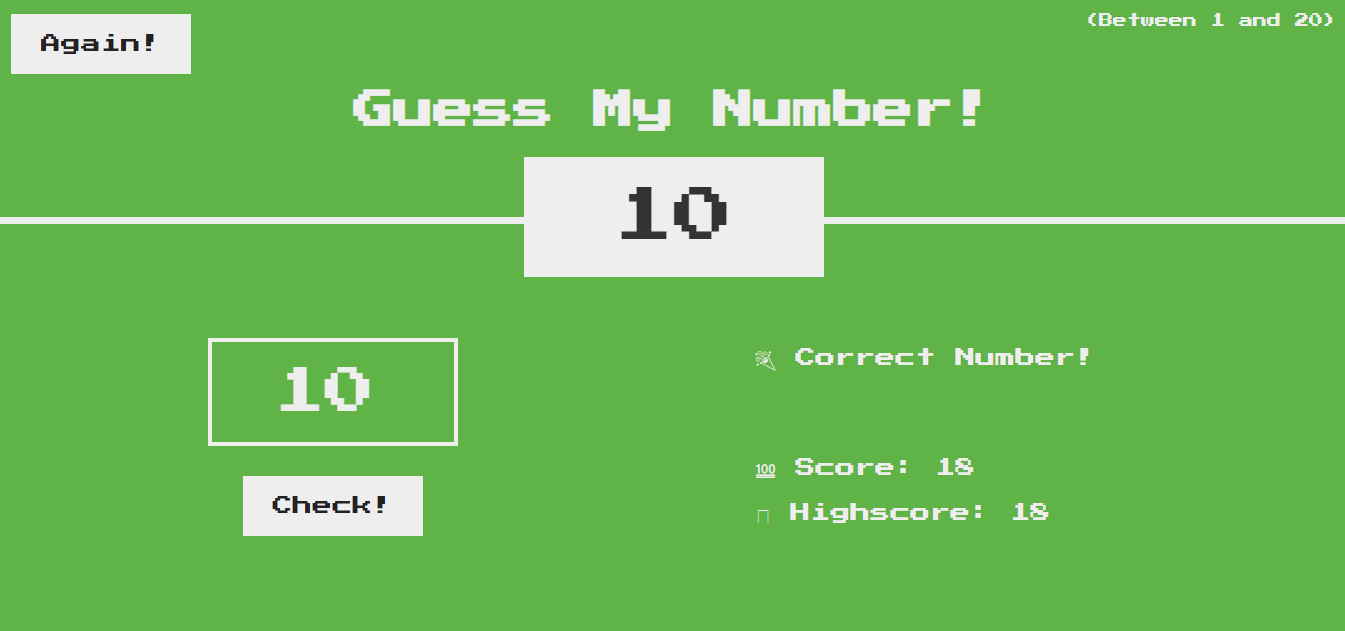 Again!
(Between 1 and 20)
Guess My Number!
10
10
Check!
🎉 Correct Number!
💯 Score: 18
Highscore: 18